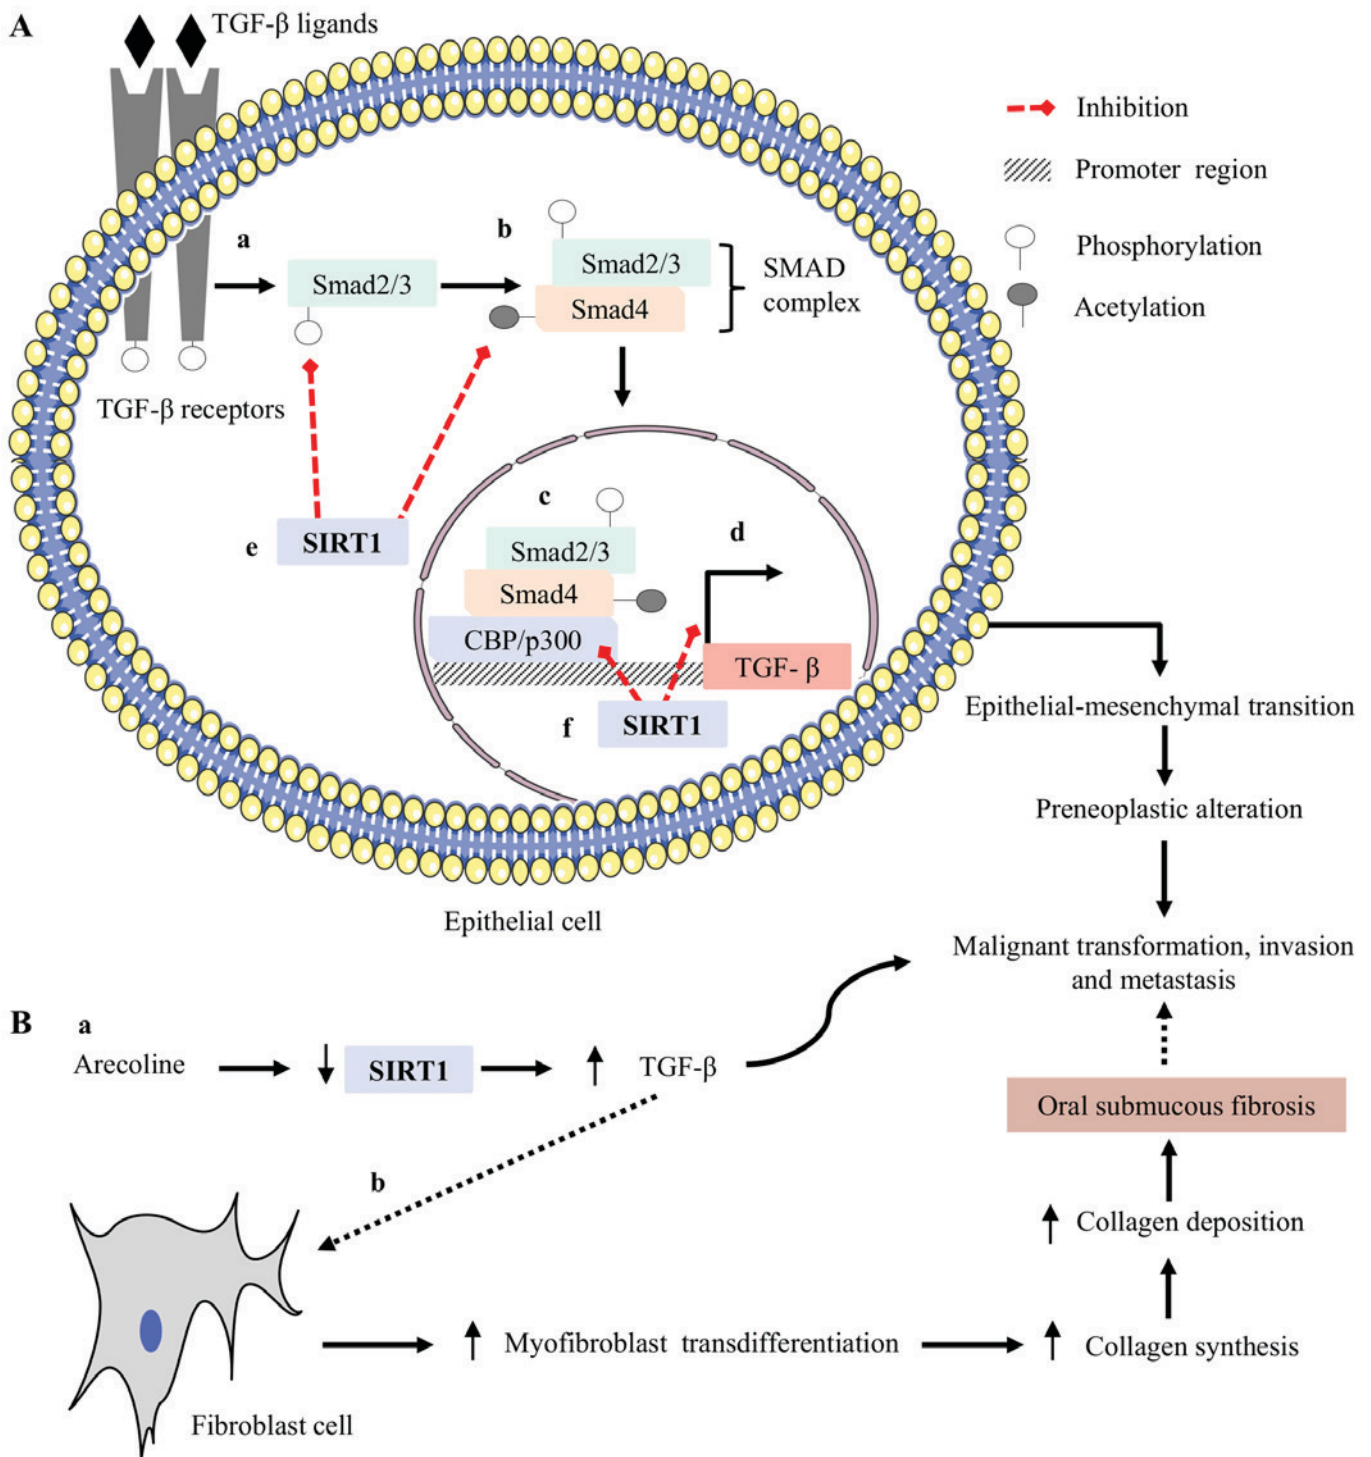 A
TGF-β ligands
Inhibition
Promoter region
Phosphorylation
Acetylation
a
b
Smad2/3
Smad2/3
Smad4
SMAD
complex
TGF-β receptors
c
d
e
SIRT1
Smad2/3
Smad4
CBP/p300
TGF- β
f
SIRT1
Epithelial cell
Epithelial-mesenchymal transition
Preneoplastic alteration
Malignant transformation, invasion
and metastasis
B
a
Arecoline
SIRT1
TGF-β
Oral submucous fibrosis
b
Collagen deposition
Myofibroblast transdifferentiation
Collagen synthesis
Fibroblast cell